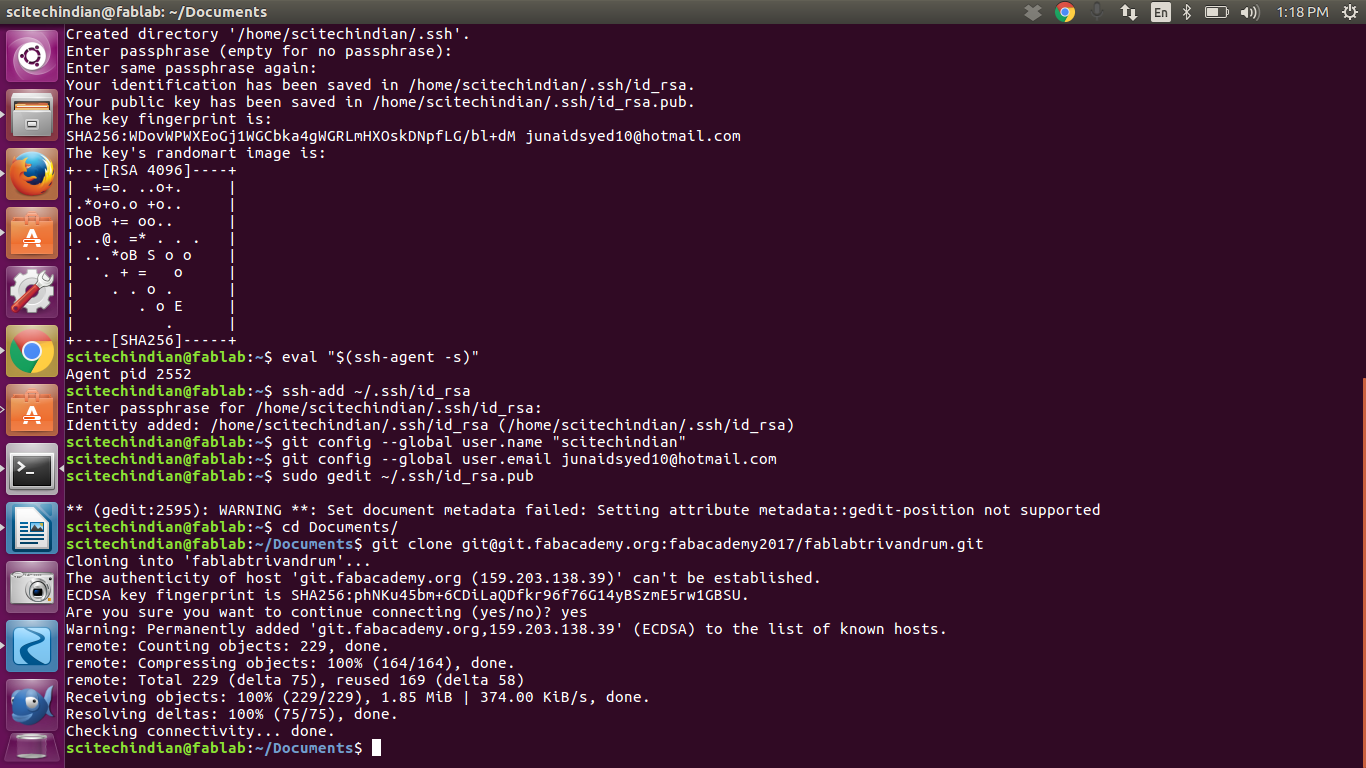 scitechindian@fablab: ~/Documents
En
1:18 PM
Created directory '/home/scitechindian/.ssh'.
Enter passphrase (empty for no passphrase):
Enter same passphrase again:
Your identification has been saved in /home/scitechindian/.ssh/id_rsa.
Your public key has been saved in /home/scitechindian/.ssh/id_rsa.pub.
The key fingerprint is:
SHA256:WDovWPWXEoGj1WGCbka4gWGRLmHXOskDNpfLG/bl+dM junaidsyed10@hotmail.com
The key's randomart image is:
+---[RSA 4096]----+
|  +=o. ..o+.     |
|.*o+o.o +o..     |
|ooB += oo..      |
|. .@. =* . . .   |
| .. *oB S o o    |
|   . + =   o     |
|    . . o .      |
|       . o E     |
|          .      |
+----[SHA256]-----+
scitechindian@fablab:~$ eval "$(ssh-agent -s)"
Agent pid 2552
scitechindian@fablab:~$ ssh-add ~/.ssh/id_rsa
Enter passphrase for /home/scitechindian/.ssh/id_rsa:
Identity added: /home/scitechindian/.ssh/id_rsa (/home/scitechindian/.ssh/id_rsa)
scitechindian@fablab:~$ git config --global user.name "scitechindian"
scitechindian@fablab:~$ git config --global user.email junaidsyed10@hotmail.com
scitechindian@fablab:~$ sudo gedit ~/.ssh/id_rsa.pub

** (gedit:2595): WARNING **: Set document metadata failed: Setting attribute metadata::gedit-position not supported
scitechindian@fablab:~$ cd Documents/
scitechindian@fablab:~/Documents$ git clone git@git.fabacademy.org:fabacademy2017/fablabtrivandrum.git
Cloning into 'fablabtrivandrum'...
The authenticity of host 'git.fabacademy.org (159.203.138.39)' can't be established.
ECDSA key fingerprint is SHA256:phNKu45bm+6CDiLaQDfkr96f76G14yBSzmE5rw1GBSU.
Are you sure you want to continue connecting (yes/no)? yes
Warning: Permanently added 'git.fabacademy.org,159.203.138.39' (ECDSA) to the list of known hosts.
remote: Counting objects: 229, done.
remote: Compressing objects: 100% (164/164), done.
remote: Total 229 (delta 75), reused 169 (delta 58)
Receiving objects: 100% (229/229), 1.85 MiB | 374.00 KiB/s, done.
Resolving deltas: 100% (75/75), done.
Checking connectivity... done.
scitechindian@fablab:~/Documents$